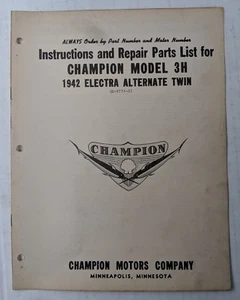 ALWAYS Order by Part Number and Motor Number
Instructions and Repair Parts List for
CHAMPION MODEL 3H
1942 ELECTRA ALTERNATE TWIN
CHAMPION
CHAMPION MOTORS COMPANY
MINNEAPOLIS, MINNESOTA